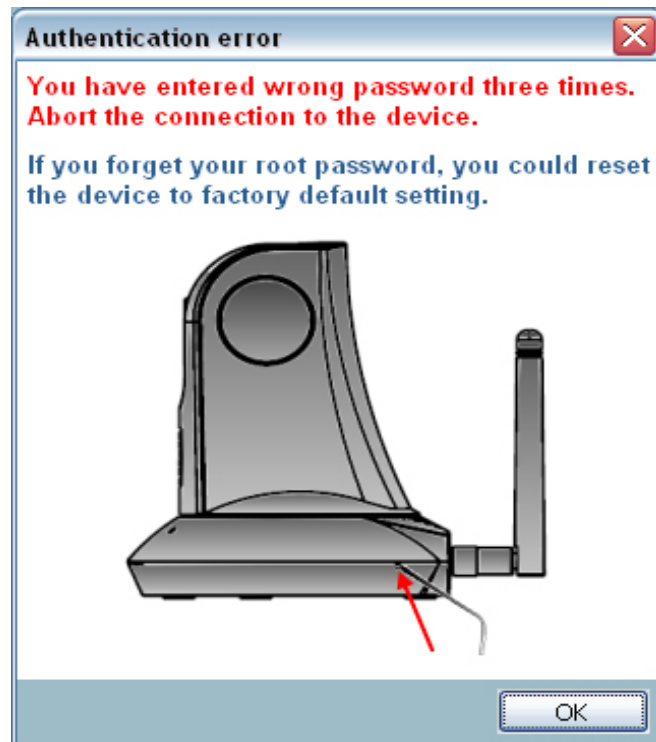 Authentication error
You have entered wrong password three times.
Abort the connection to the device.
If you forget your root password, you could reset
the device to factory default setting.
OK